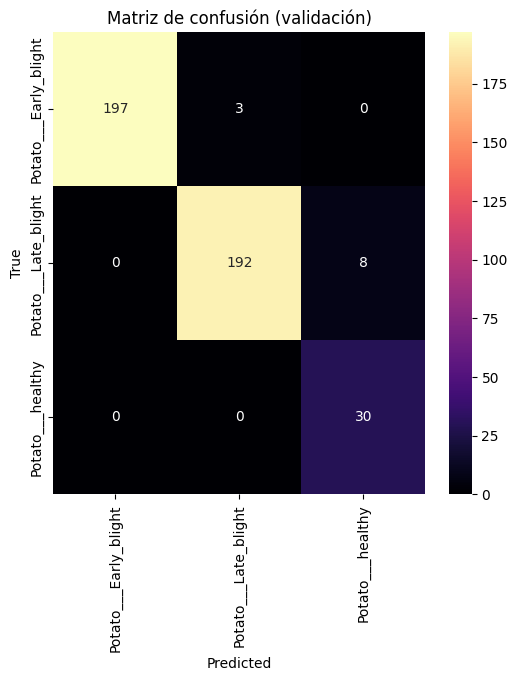 Matriz de confusión (validación)
True
Potato___Early_blight
197
3
0
Potato___Late_blight
0
192
8
Potato___healthy
0
0
30
Potato___Early_blight
Potato___Late_blight
Potato___healthy
Predicted
175
150
125
100
75
50
25
0